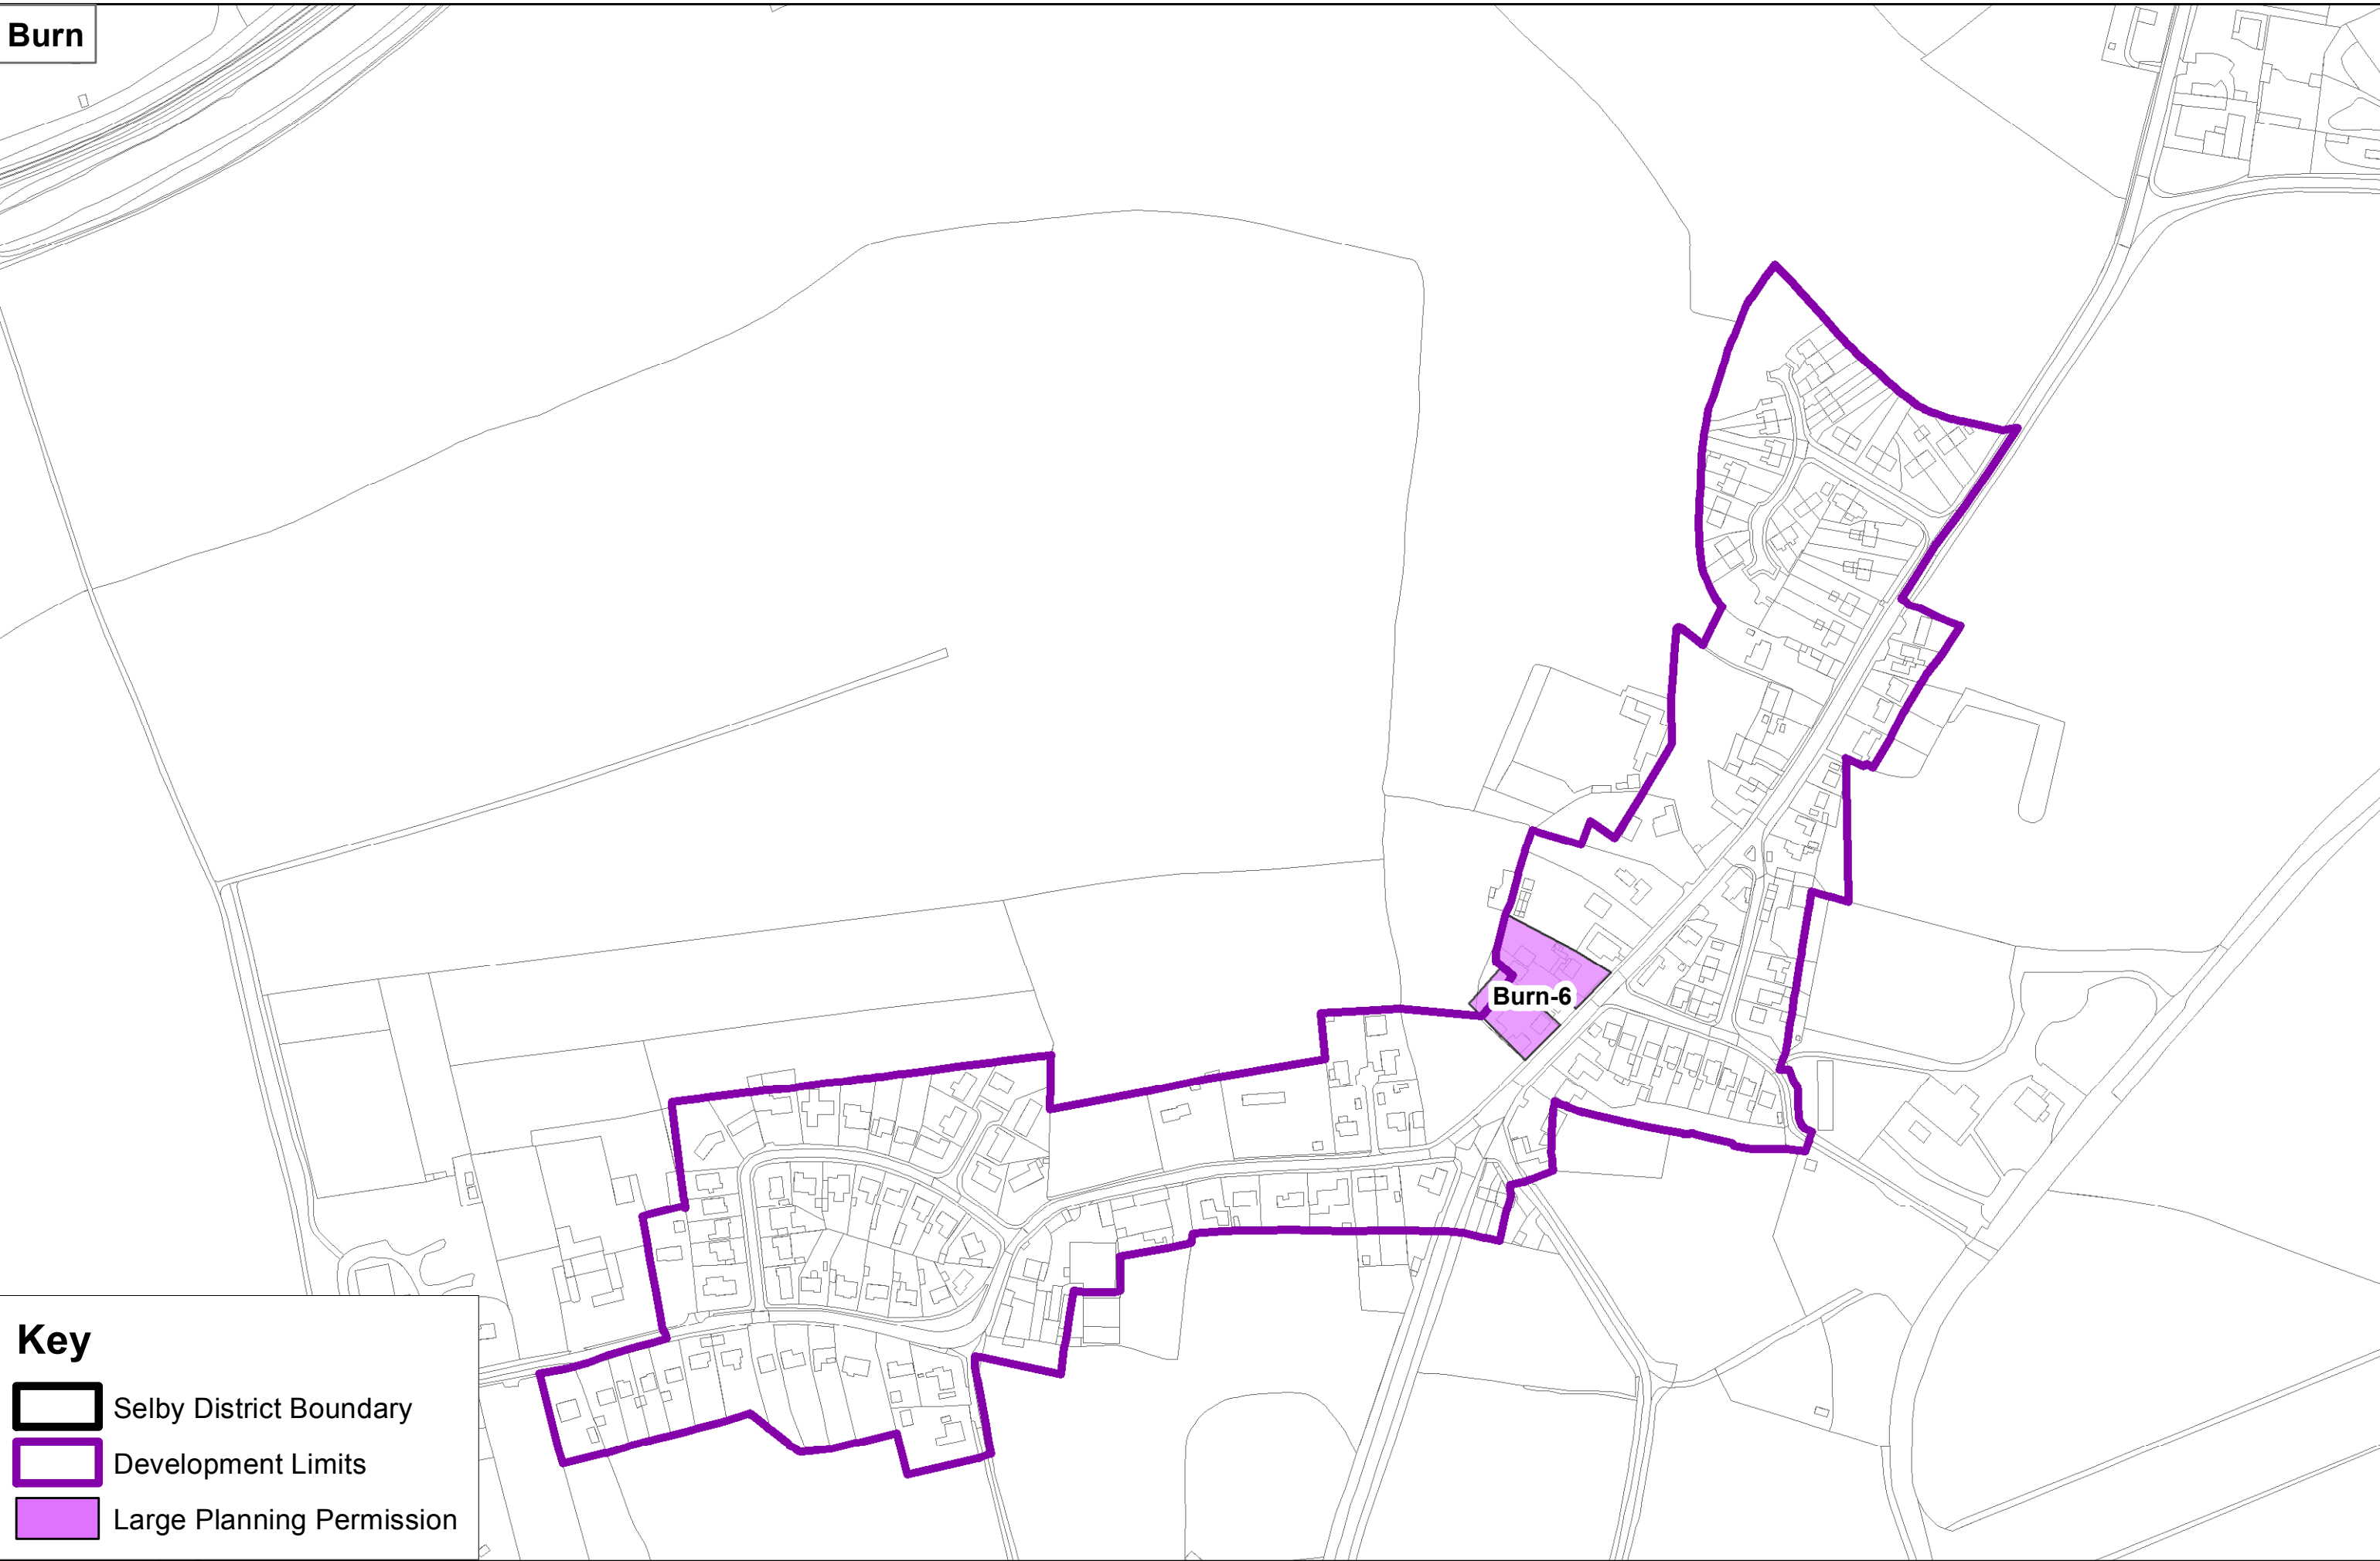 Burn
Burn-6
Key
Selby District Boundary
Development Limits
Large Planning Permission